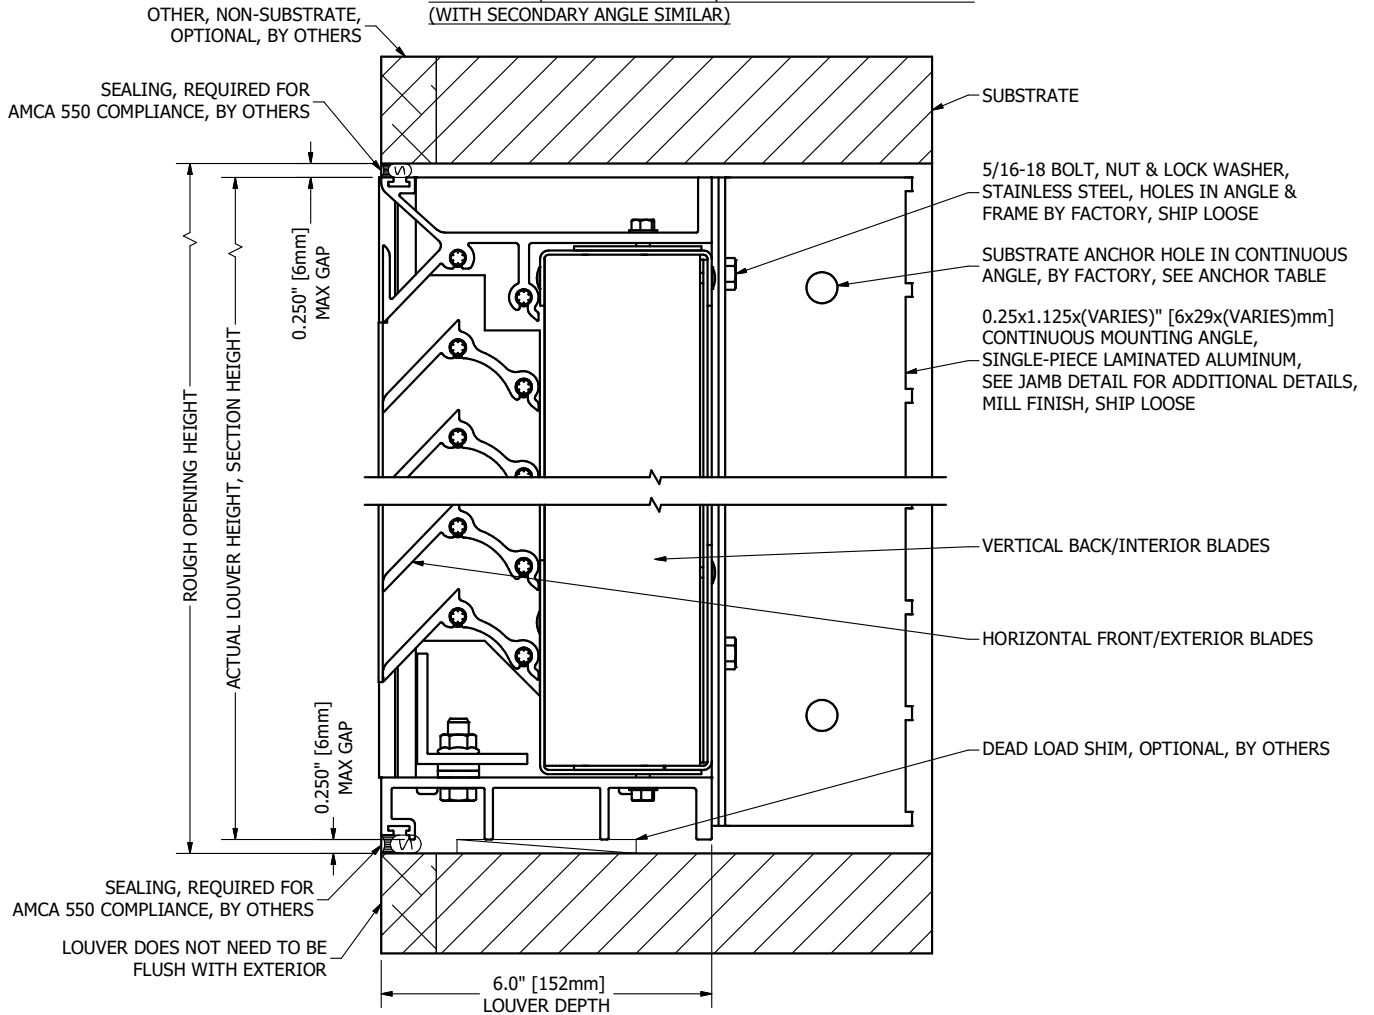 (WITH SECONDARY ANGLE SIMILAR)
OTHER, NON-SUBSTRATE,
OPTIONAL, BY OTHERS
SEALING, REQUIRED FOR
AMCA 550 COMPLIANCE, BY OTHERS
SUBSTRATE
5/16-18 BOLT, NUT & LOCK WASHER,
STAINLESS STEEL, HOLES IN ANGLE &
FRAME BY FACTORY, SHIP LOOSE
SUBSTRATE ANCHOR HOLE IN CONTINUOUS
ANGLE, BY FACTORY, SEE ANCHOR TABLE
0.25x1.125x(VARIES)" [6x29x(VARIES)mm]
CONTINUOUS MOUNTING ANGLE,
SINGLE-PIECE LAMINATED ALUMINUM,
SEE JAMB DETAIL FOR ADDITIONAL DETAILS,
MILL FINISH, SHIP LOOSE
0.250" [6mm]
MAX GAP
ROUGH OPENING HEIGHT
ACTUAL LOUVER HEIGHT, SECTION HEIGHT
VERTICAL BACK/INTERIOR BLADES
HORIZONTAL FRONT/EXTERIOR BLADES
0.250" [6mm]
MAX GAP
DEAD LOAD SHIM, OPTIONAL, BY OTHERS
SEALING, REQUIRED FOR
AMCA 550 COMPLIANCE, BY OTHERS
LOUVER DOES NOT NEED TO BE
FLUSH WITH EXTERIOR
6.0" [152mm]
LOUVER DEPTH